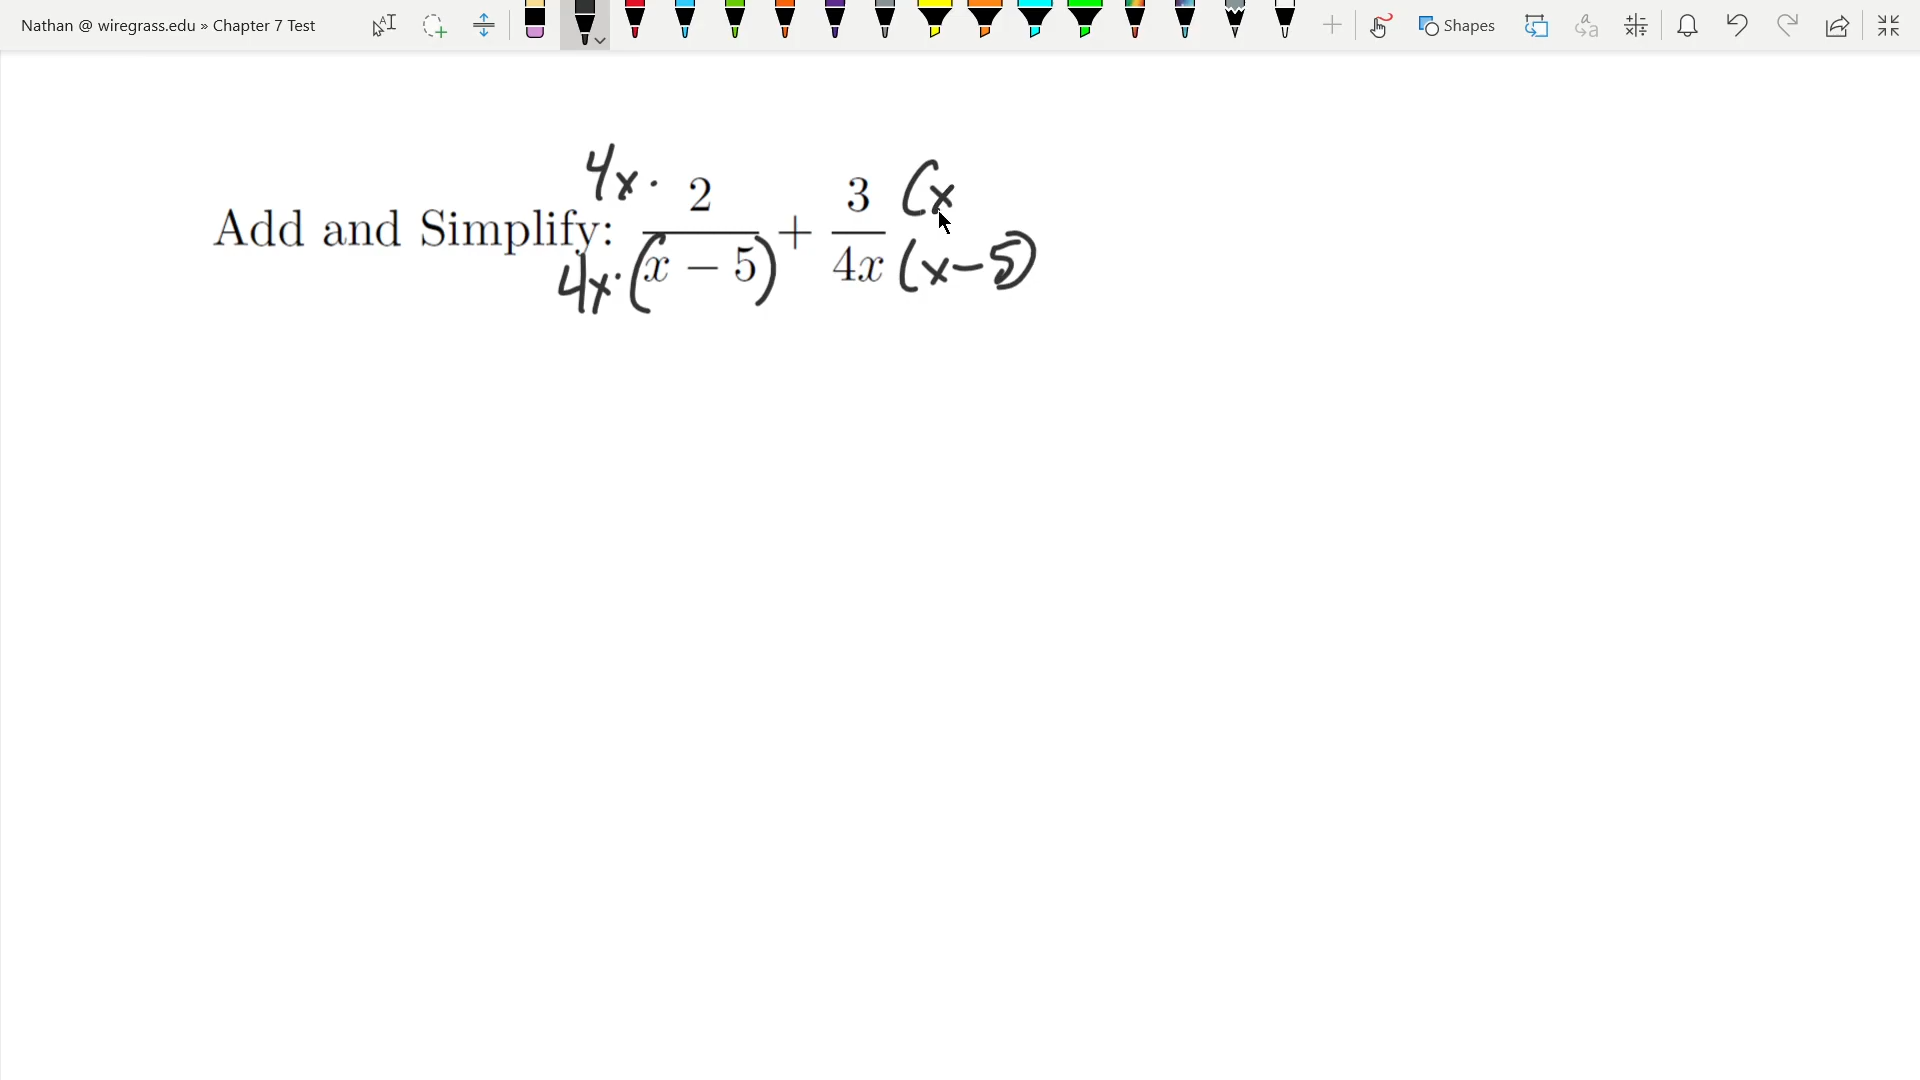 Nathan @ wiregrass.edu » Chapter 7 Test
Shapes
4x· 2 3 (x
Add and Simplify: +
4x·(x − 5) 4x (x−5)